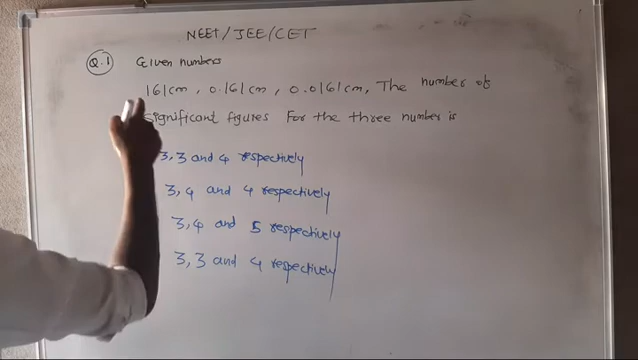 NEET/JEE/CET
Q.1 Given numbers
161cm, 0.161cm, 0.0161cm, The number of
significant figures For the three number is
3,3 and 4 respectively
3,4 and 4 respectively
3,4 and 5 respectively
3,3 and 4 respectively